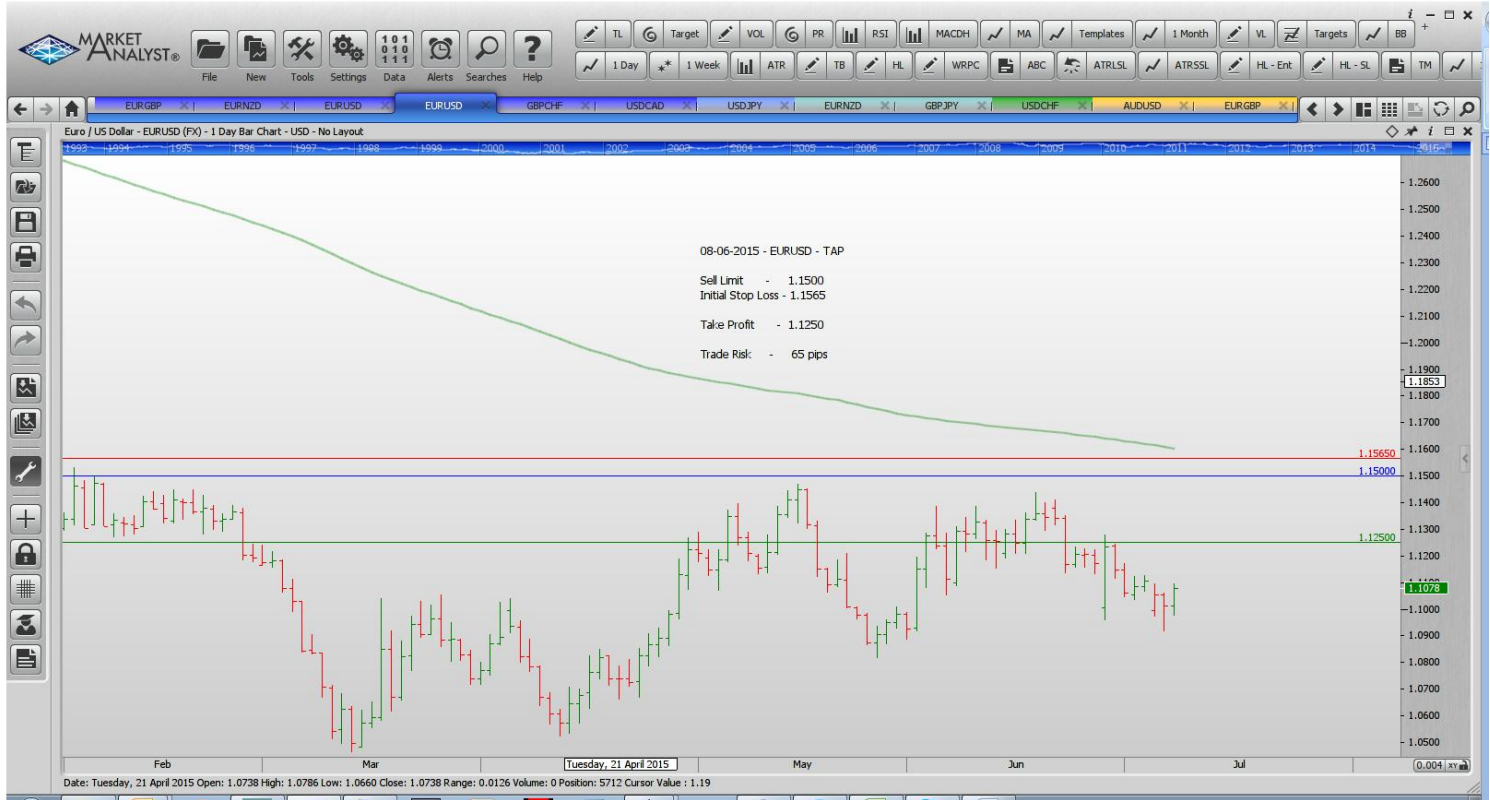 MARKET
ANALYST®
File New Tools Settings Data Alerts Searches Help
TL Target VOL PR RSI MACDH MA Templates 1 Month VL Targets BB
1 Day 1 Week ATR TB HL WRPC ABC ATRLSL ATRSSL HL - Ent HL - SL TM
EURGBP EURNZD EURUSD EURUSD GBPCHF USDCAD USDJPY EURNZD GBPJPY USDCHF AUDUSD EURGBP
Euro / US Dollar - EURUSD (FX) - 1 Day Bar Chart - USD - No Layout
1993 1994 1995 1996 1997 1998 1999 2000 2001 2002 2003 2004 2005 2006 2007 2008 2009 2010 2011 2012 2013 2014
08-06-2015 - EURUSD - TAP
Sell Limit - 1.1500
Initial Stop Loss - 1.1565
Take Profit - 1.1250
Trade Risk - 65 pips
1.2600
1.2500
1.2400
1.2300
1.2200
1.2100
1.2000
1.1900
1.1853
1.1800
1.1700
1.1600
1.15650
1.1500
1.15000
1.1400
1.1300
1.12500
1.1200
1.1078
1.1000
1.0900
1.0800
1.0700
1.0600
1.0500
Feb Mar Tuesday, 21 April 2015 May Jun Jul
0.004 XY
Date: Tuesday, 21 April 2015 Open: 1.0738 High: 1.0786 Low: 1.0660 Close: 1.0738 Range: 0.0126 Volume: 0 Position: 5712 Cursor Value : 1.19